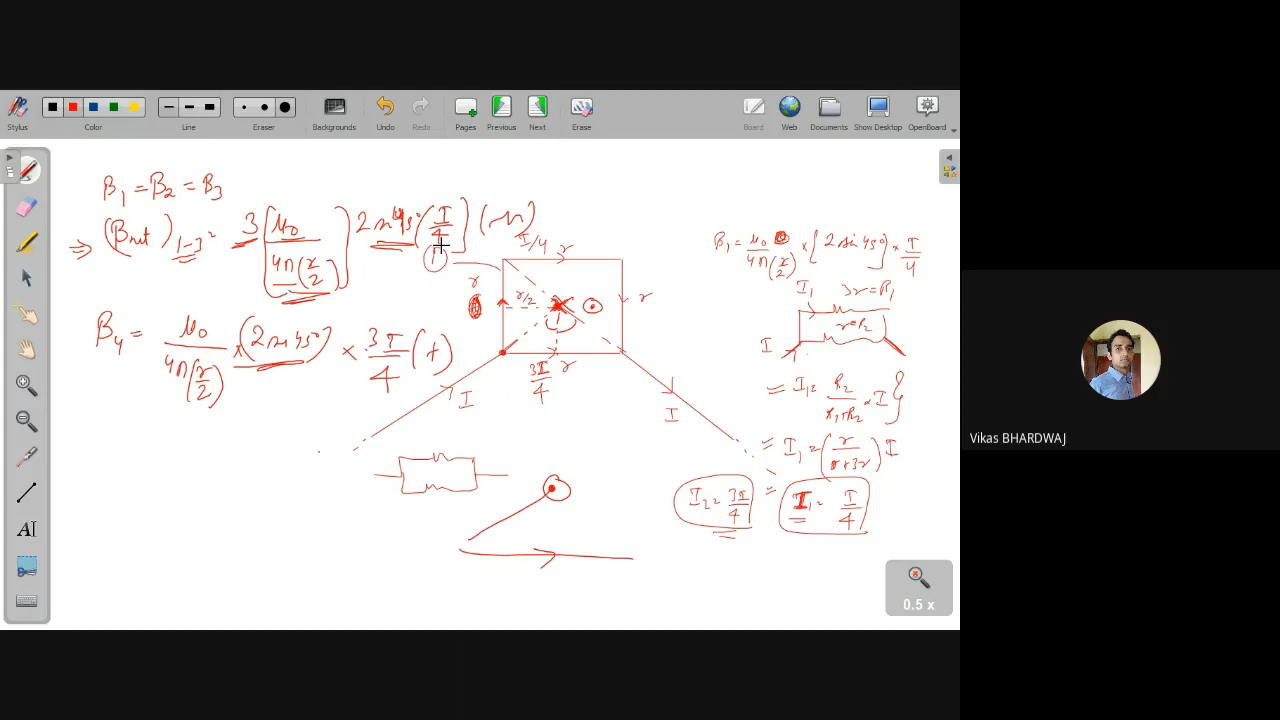 Stylus
Color
Line
Eraser
Backgrounds
Undo
Redo
Pages
Previous
Next
Erase
Board
Web
Documents
Show Desktop
OpenBoard
B₁ = B₂ = B₃
⇒ (Bnet)₁₋₃ = 3 [μ₀ / 4π(r/2)] 2 sin 45° (I/4)
B₄ = μ₀ / 4π(r/2) × (2 sin 45°) × 3I/4 (+)
I/4 r
r
r/2
r
3I/4 r
I
I
B₁ = μ₀ / 4π(r/2) × {2 sin 45°} × I/4
I₁ 3r = R₁
r = R₂
I
= I₁ = R₂ / R₁+R₂ × I}
= I₁ = (r / r+3r) I
I₂ = 3I/4
= I₁ = I/4
Vikas BHARDWAJ
0.5 x